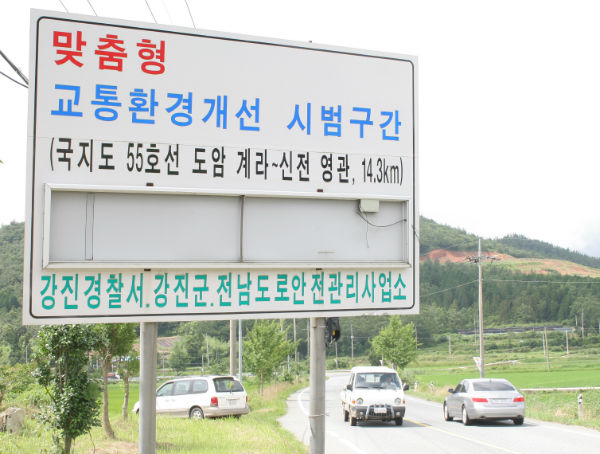 맞춤형
교통환경개선 시범구간
(국지도 55호선 도암 계라~신전 영관, 14.3km)
강진경찰서.강진군.전남도로안전관리사업소